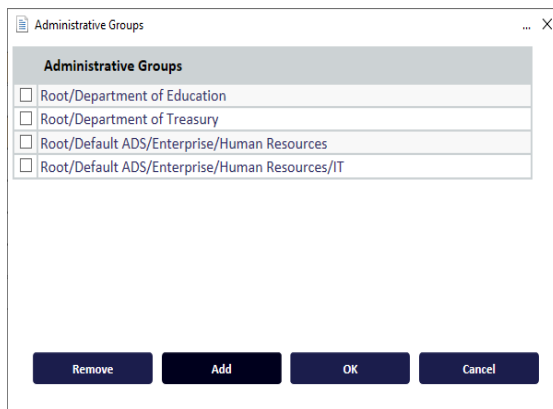 Administrative Groups ... X
Administrative Groups
Root/Department of Education
Root/Department of Treasury
Root/Default ADS/Enterprise/Human Resources
Root/Default ADS/Enterprise/Human Resources/IT
Remove Add OK Cancel